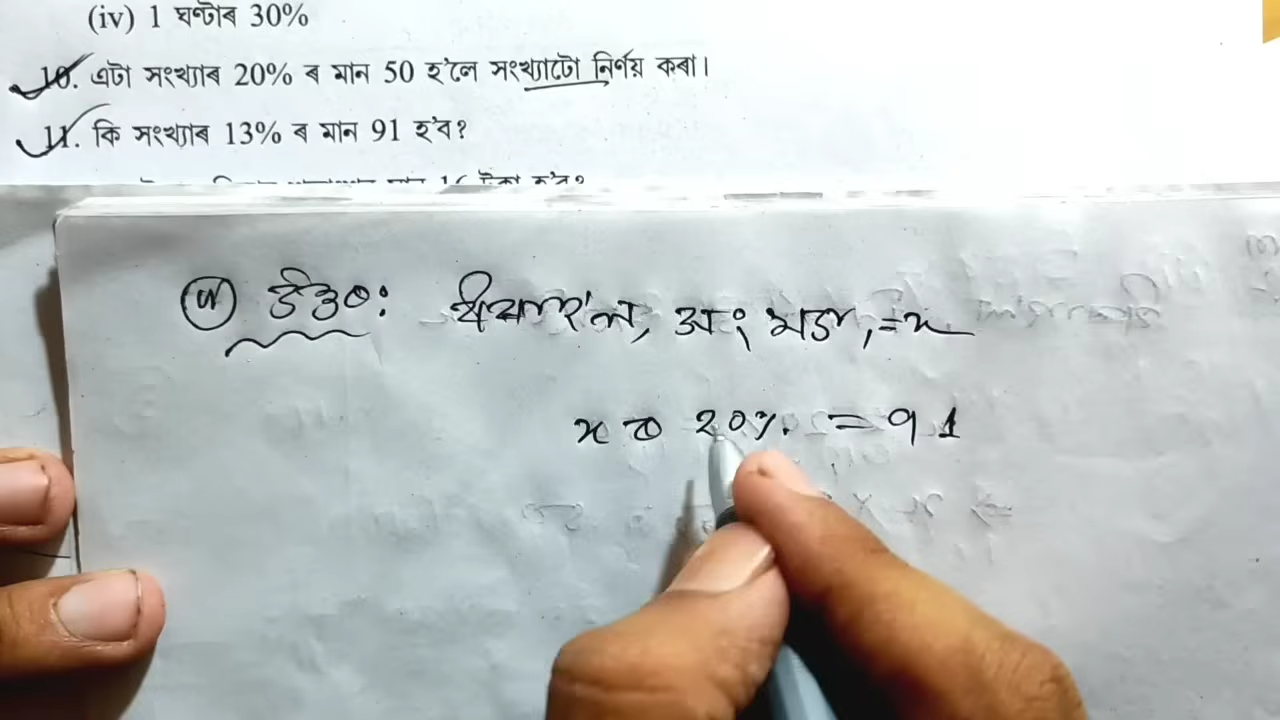 (iv) 1 ঘণ্টাৰ 30%
10. এটা সংখ্যাৰ 20% ৰ মান 50 হ'লে সংখ্যাটো নিৰ্ণয় কৰা।
11. কি সংখ্যাৰ 13% ৰ মান 91 হ'ব?
উত্তৰ: ধৰাহ'ল, = x
x ৰ 20% = 91